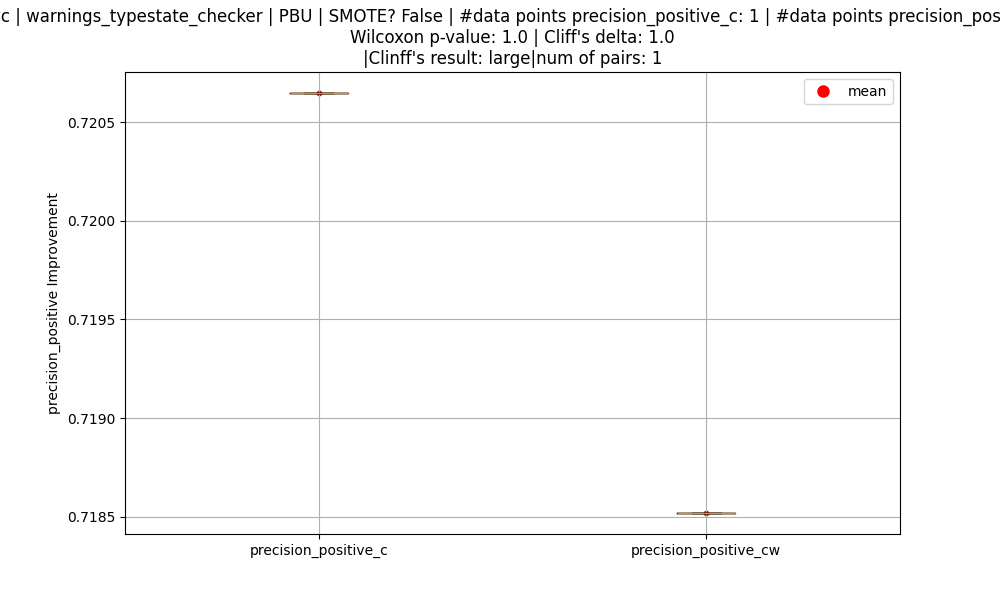 c | warnings_typestate_checker | PBU | SMOTE? False | #data points precision_positive_c: 1 | #data points precision_pos
Wilcoxon p-value: 1.0 | Cliff's delta: 1.0
|Clinff's result: large|num of pairs: 1
mean
0.7205
0.7200
0.7195
0.7190
0.7185
precision_positive Improvement
precision_positive_c
precision_positive_cw